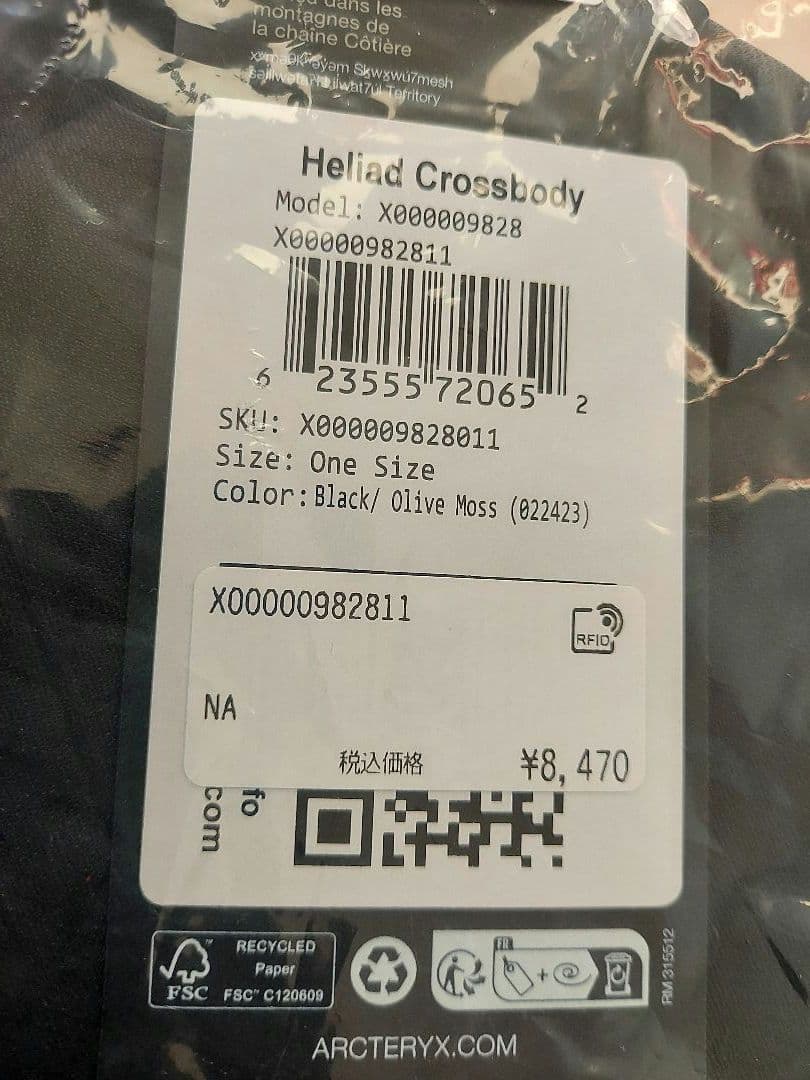 dans les
montagnes de
la chaîne Côtière
Skwxwú7mesh
Territory
Heliad Crossbody
Model: X000009828
X00000982811
6 23555 72065 2
SKU: X000009828011
Size: One Size
Color: Black/ Olive Moss (022423)
X00000982811
RFID
NA
税込価格 ¥8,470
fo
com
RECYCLED
Paper
FSC™ C120609
FSC
FR
RM 315512
ARCTERYX.COM